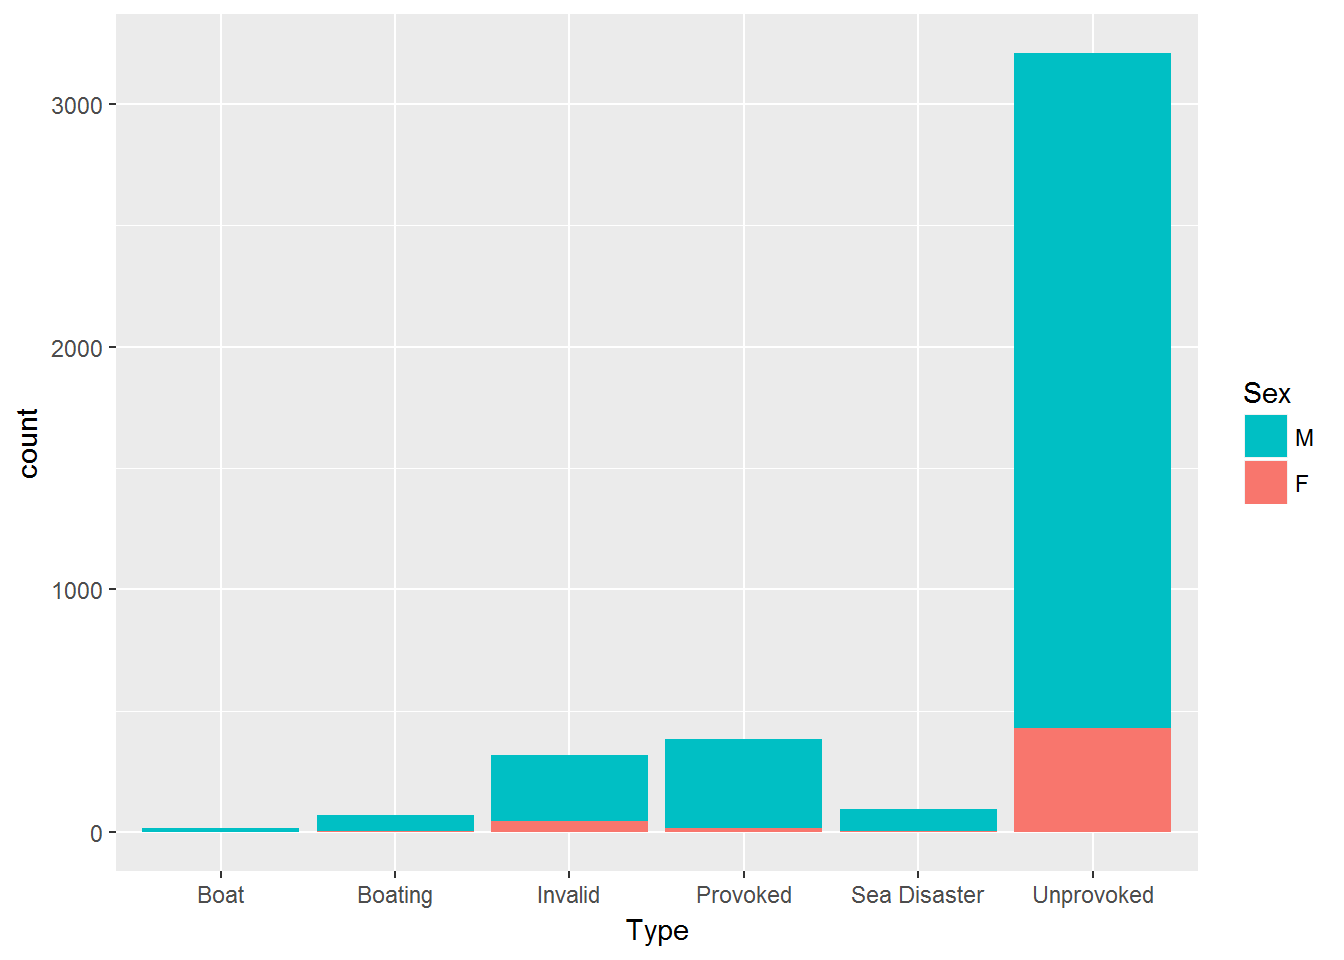 3000
2000
1000
0
count
Boat Boating Invalid Provoked Sea Disaster Unprovoked
Type
Sex
M
F